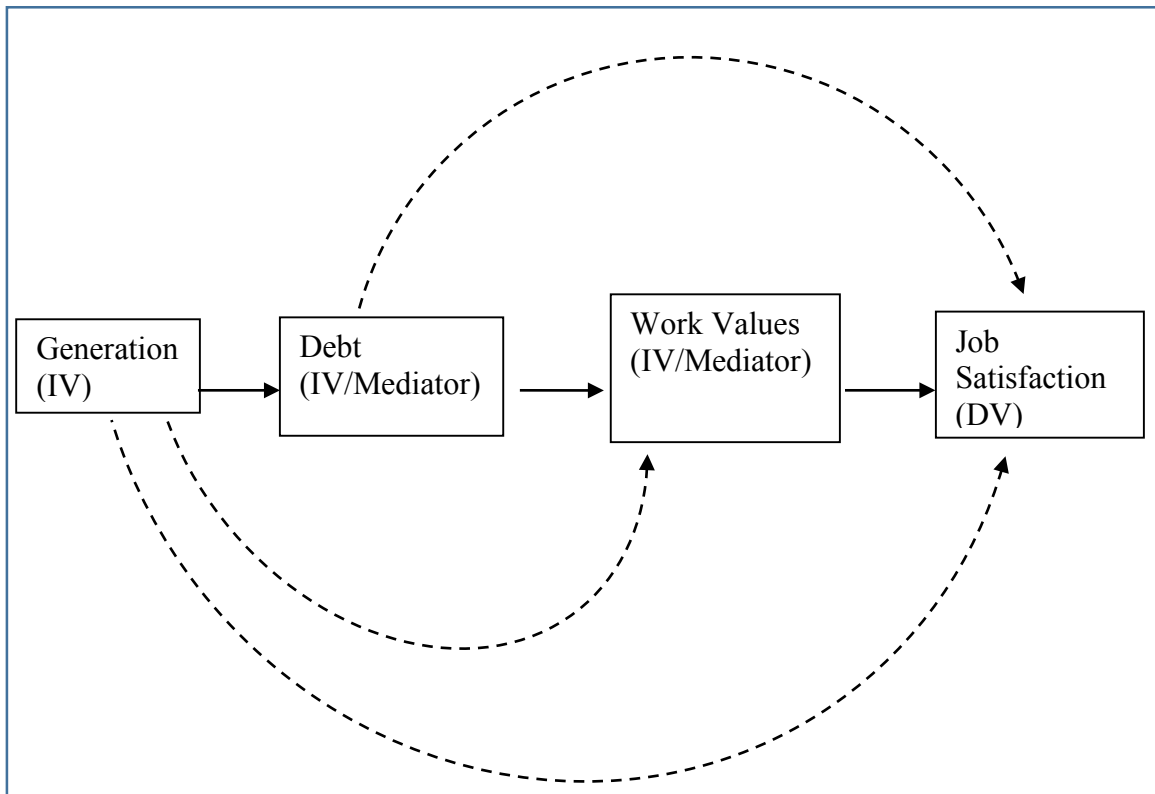 Generation
(IV)
Debt
(IV/Mediator)
Work Values
(IV/Mediator)
Job
Satisfaction
(DV)